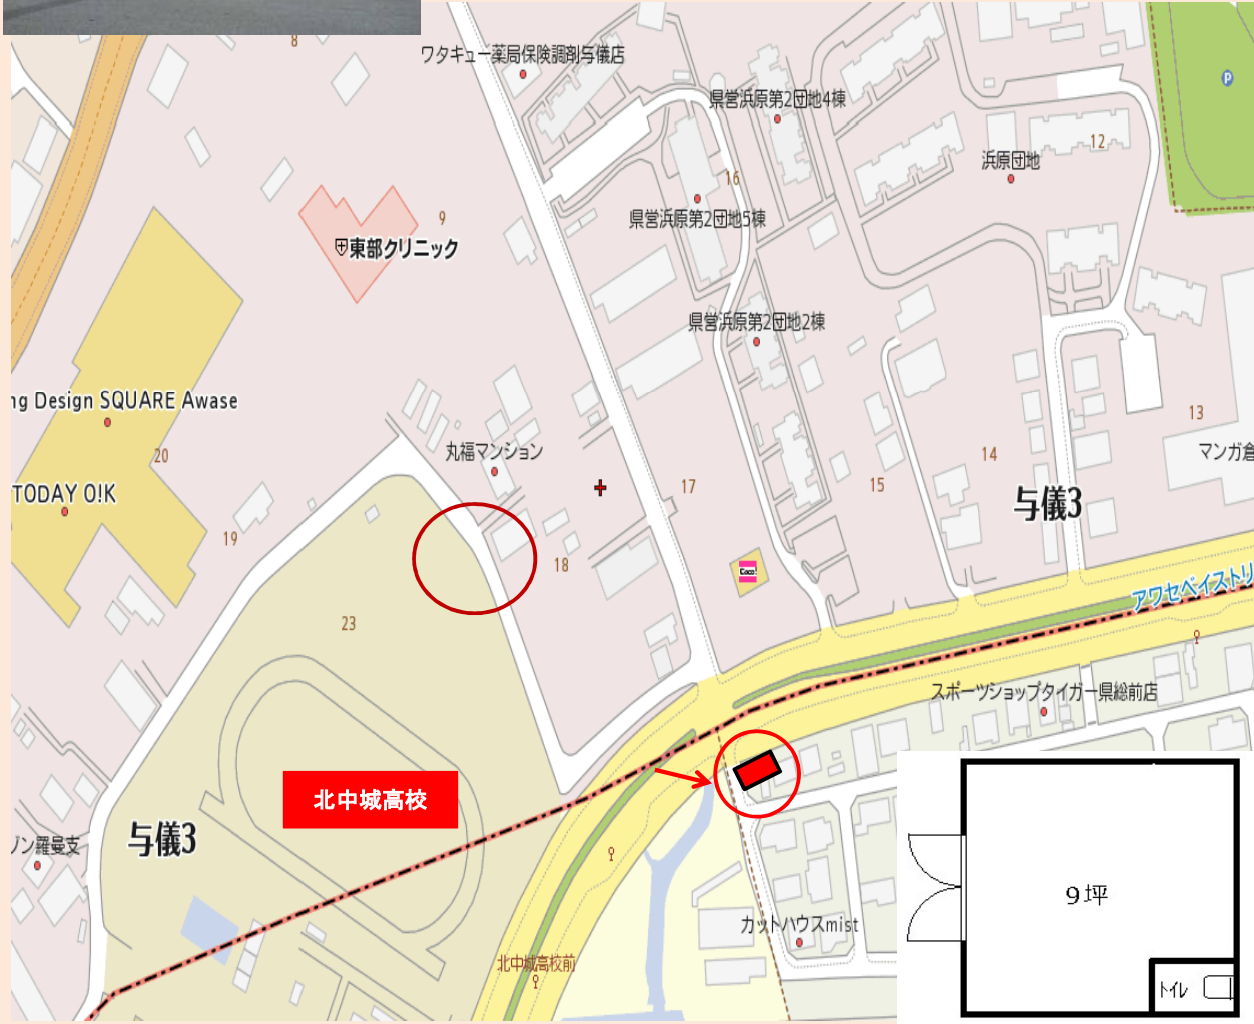 8
ワタキュー薬局保険調剤与儀店
P
県営浜原第2団地4棟
12
浜原団地
16
9
県営浜原第2団地5棟
東部クリニック
県営浜原第2団地2棟
ng Design SQUARE Awase
13
20
丸福マンション
マンガ倉
14
17
15
TODAY O!K
与儀3
19
18
Coco!
アワセベイストリ
23
スポーツショップタイガー県総前店
北中城高校
与儀3
ゾン羅曼支
9坪
カットハウスmist
北中城高校前
トイレ